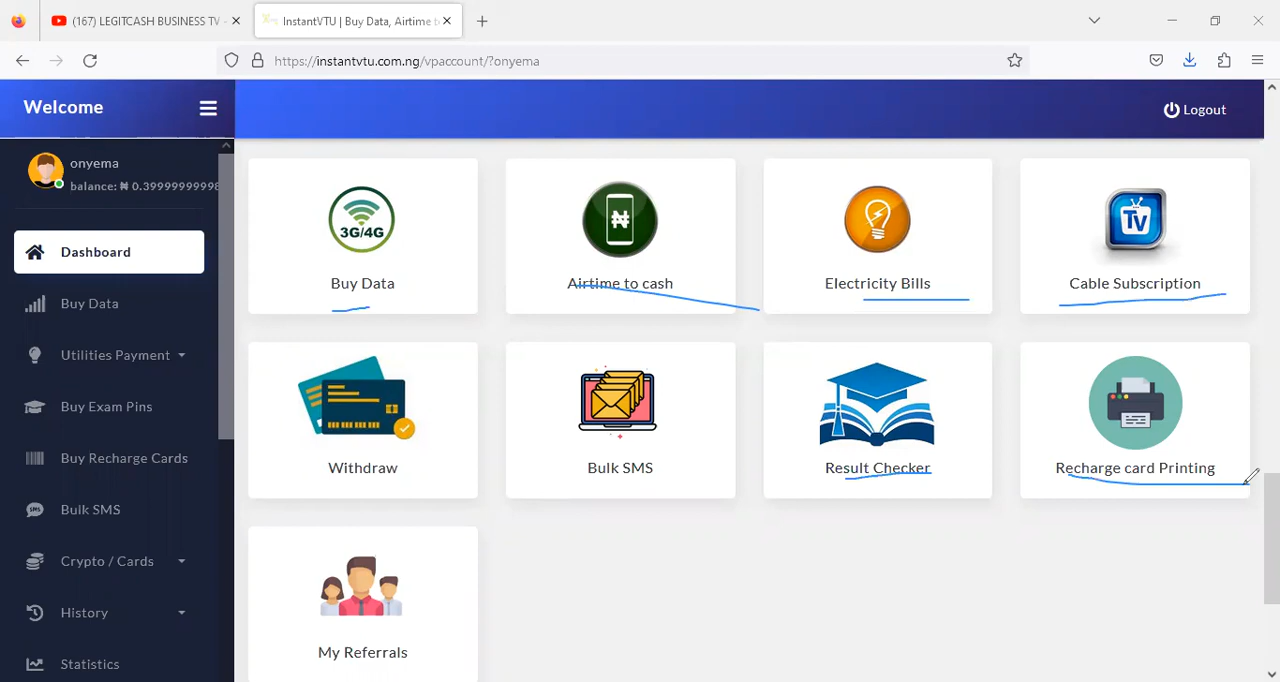 (167) LEGITCASH BUSINESS TV -
InstantVTU | Buy Data, Airtime to
https://instantvtu.com.ng/vpaccount/?onyema
Welcome
Logout
onyema
balance: ₦ 0.39999999998
Dashboard
Buy Data
Utilities Payment
Buy Exam Pins
Buy Recharge Cards
Bulk SMS
Crypto / Cards
History
Statistics
3G/4G
Buy Data
₦
Airtime to cash
Electricity Bills
TV
Cable Subscription
Withdraw
Bulk SMS
Result Checker
Recharge card Printing
My Referrals